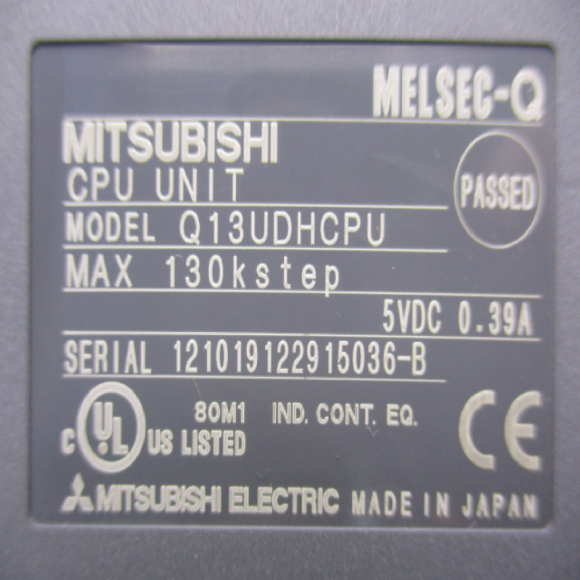 MELSEC-Q
MITSUBISHI
CPU UNIT
PASSED
MODEL Q13UDHCPU
MAX 130kstep
5VDC 0.39A
SERIAL 121019122915036-B
80M1 IND. CONT. EQ.
C UL US LISTED
CE
MITSUBISHI ELECTRIC MADE IN JAPAN